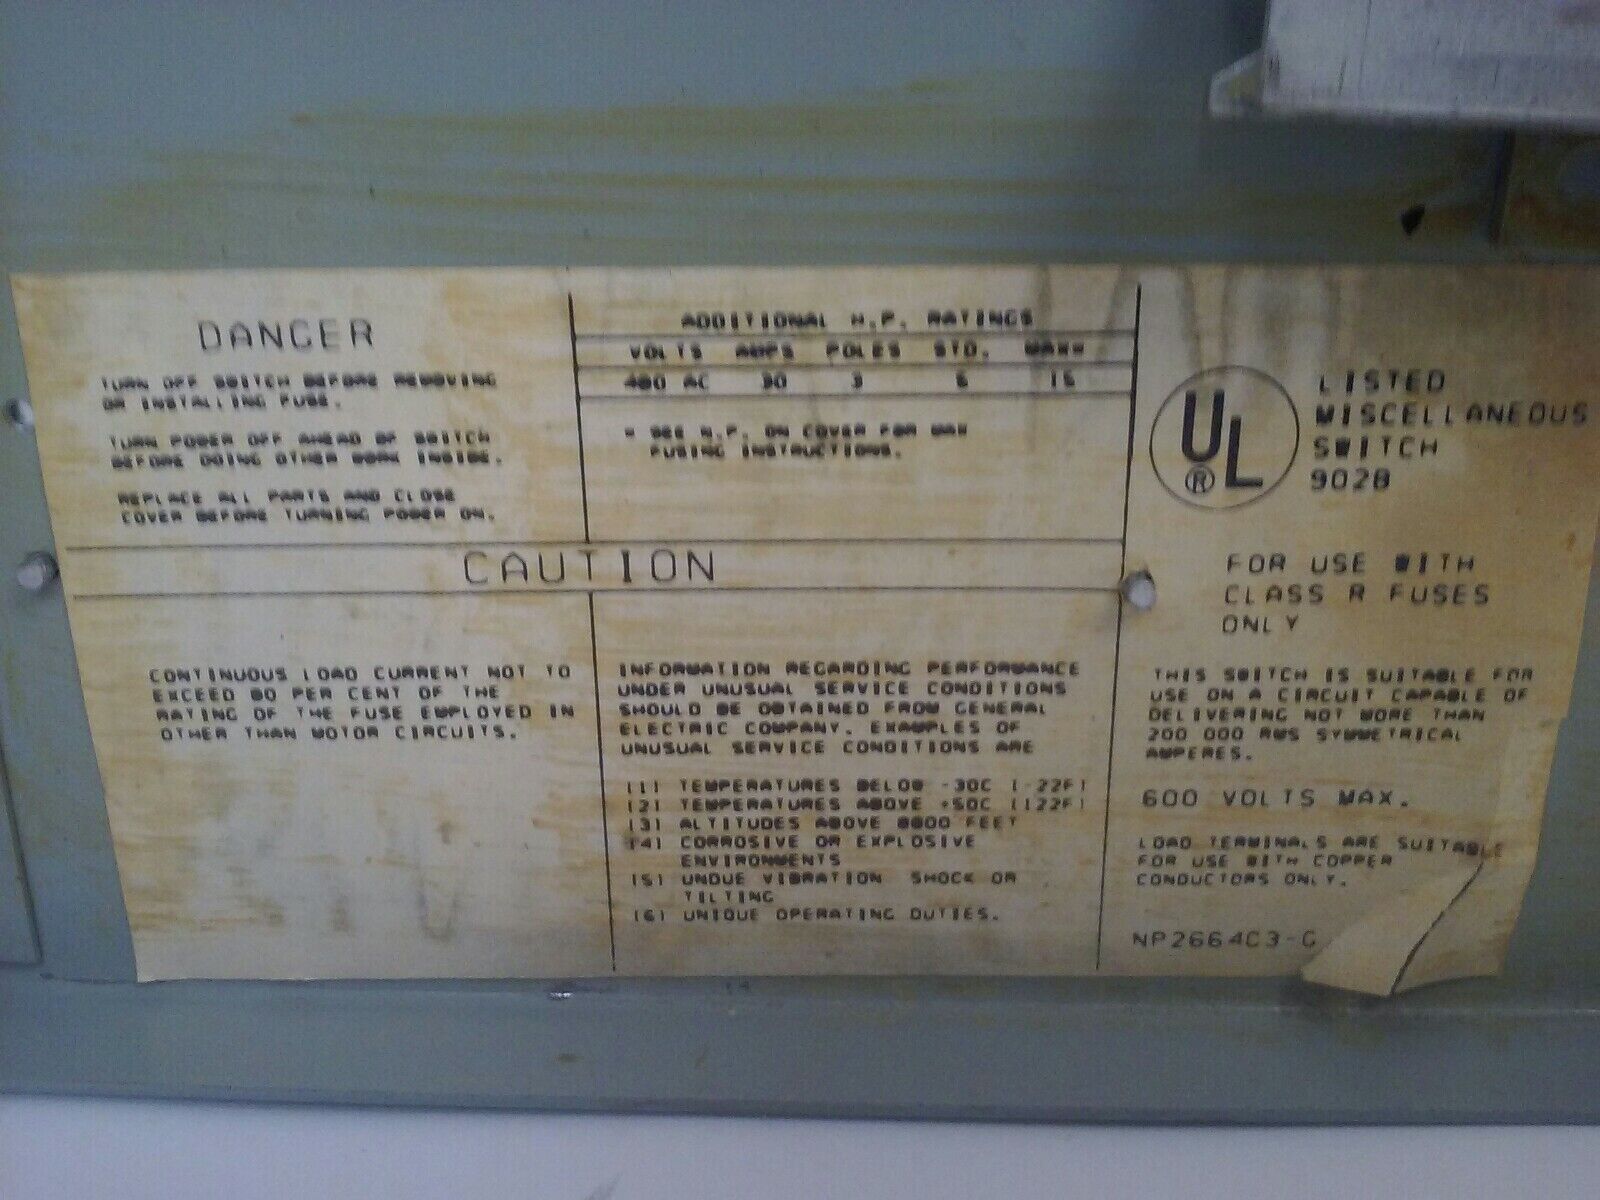 DANGER
TURN OFF SWITCH BEFORE REMOVING
OR INSTALLING FUSE.
TURN POWER OFF AHEAD OF SWITCH
BEFORE DOING OTHER WORK INSIDE.
REPLACE ALL PARTS AND CLOSE
COVER BEFORE TURNING POWER ON.
ADDITIONAL H.P. RATINGS
VOLTS AMPS POLES STD. MAX*
480 AC 30 3 5 15
* SEE N.P. ON COVER FOR MAX
FUSING INSTRUCTIONS.
CAUTION
CONTINUOUS LOAD CURRENT NOT TO
EXCEED 80 PER CENT OF THE
RATING OF THE FUSE EMPLOYED IN
OTHER THAN MOTOR CIRCUITS.
INFORMATION REGARDING PERFORMANCE
UNDER UNUSUAL SERVICE CONDITIONS
SHOULD BE OBTAINED FROM GENERAL
ELECTRIC COMPANY. EXAMPLES OF
UNUSUAL SERVICE CONDITIONS ARE
(1) TEMPERATURES BELOW -30C (-22F)
(2) TEMPERATURES ABOVE +50C (122F)
(3) ALTITUDES ABOVE 6600 FEET
(4) CORROSIVE OR EXPLOSIVE
ENVIRONMENTS
(5) UNDUE VIBRATION SHOCK OR
TILTING
(6) UNIQUE OPERATING DUTIES.
UL ®
LISTED
MISCELLANEOUS
SWITCH
902B
FOR USE WITH
CLASS R FUSES
ONLY
THIS SWITCH IS SUITABLE FOR
USE ON A CIRCUIT CAPABLE OF
DELIVERING NOT MORE THAN
200 000 RMS SYMMETRICAL
AMPERES.
600 VOLTS MAX.
LOAD TERMINALS ARE SUITABLE
FOR USE WITH COPPER
CONDUCTORS ONLY.
NP2664C3-G